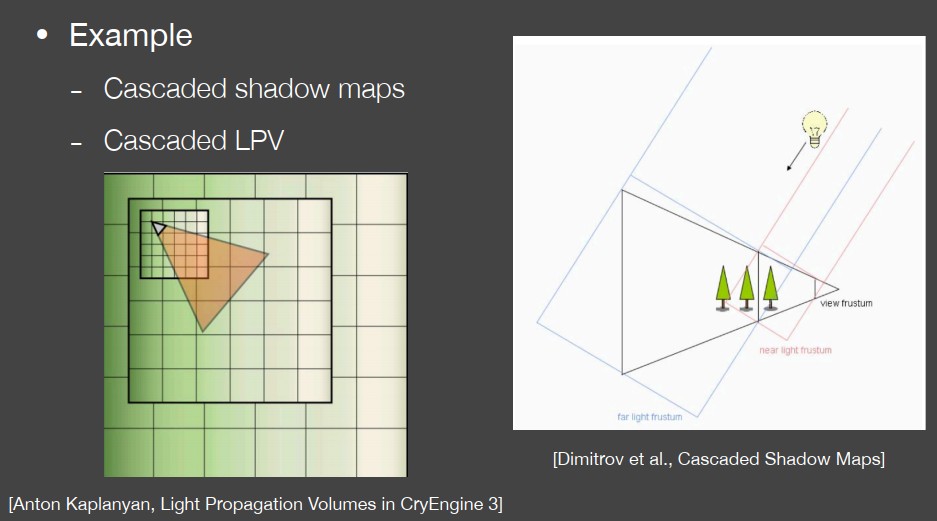 • Example
- Cascaded shadow maps
- Cascaded LPV
view frustum
near light frustum
far light frustum
[Dimitrov et al., Cascaded Shadow Maps]
[Anton Kaplanyan, Light Propagation Volumes in CryEngine 3]